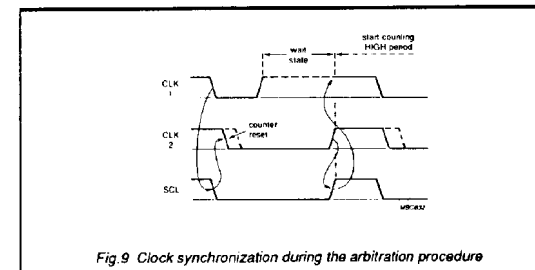 start counting
HIGH period
wait
state
CLK
1
counter
reset
CLK
2
SCL
Fig.9 Clock synchronization during the arbitration procedure